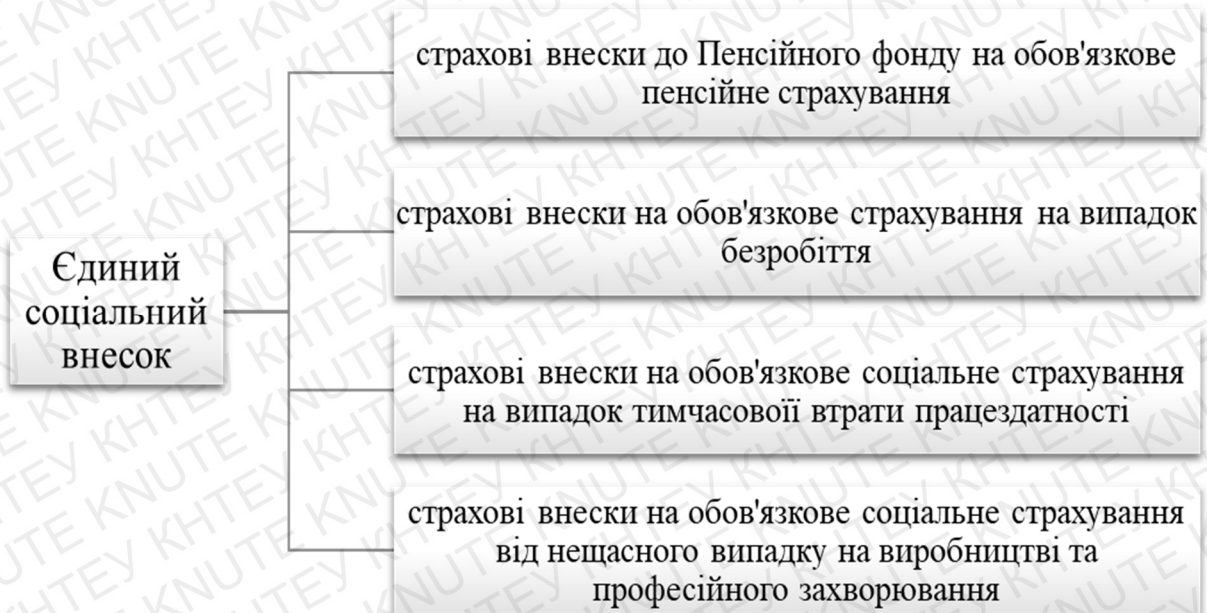 страхові внески до Пенсійного фонду на обов'язкове
пенсійне страхування
страхові внески на обов'язкове страхування на випадок
безробіття
Єдиний
соціальний
внесок
страхові внески на обов'язкове соціальне страхування
на випадок тимчасовоїї втрати працездатності
страхові внески на обов'язкове соціальне страхування
від нещасного випадку на виробництві та
професійного захворювання